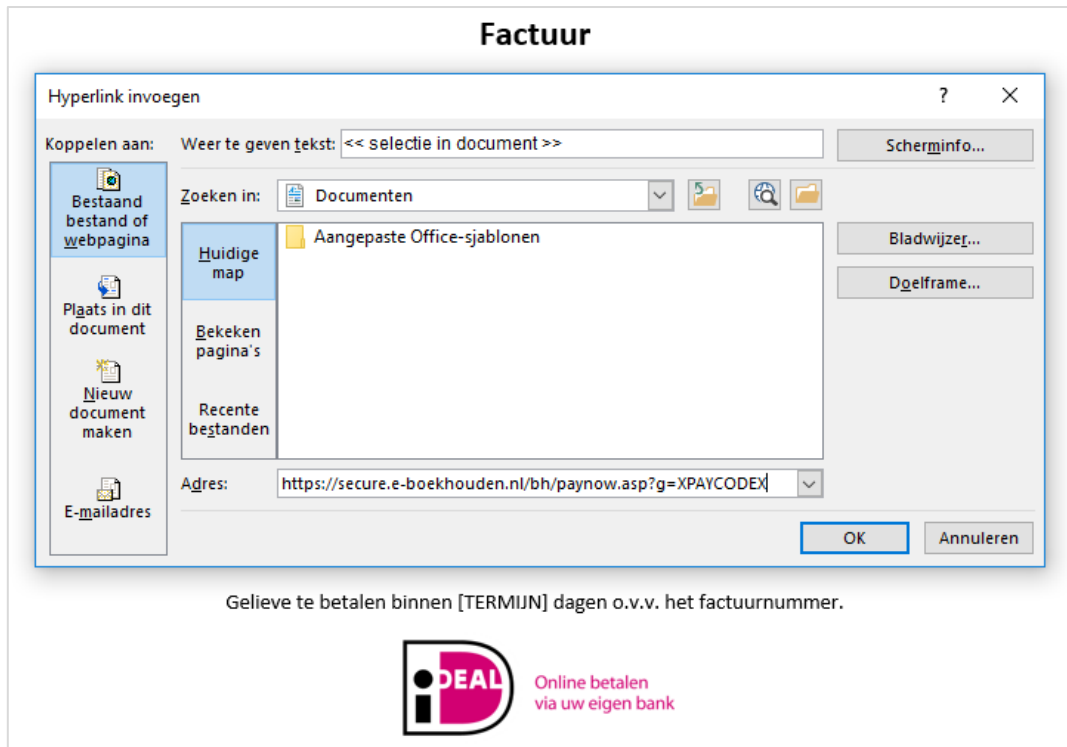 Factuur
Hyperlink invoegen
?
Koppelen aan:
Weer te geven tekst:
<< selectie in document >>
Scherminfo...
Bestaand
bestand of
webpagina
Zoeken in:
Documenten
Huidige
map
Aangepaste Office-sjablonen
Bladwijzer...
Doelframe...
Plaats in dit
document
Bekeken
pagina's
Nieuw
document
maken
Recente
bestanden
Adres:
https://secure.e-boekhouden.nl/bh/paynow.asp?g=XPAYCODEX
E-mailadres
OK
Annuleren
Gelieve te betalen binnen [TERMIJN] dagen o.v.v. het factuurnummer.
iDEAL
Online betalen
via uw eigen bank